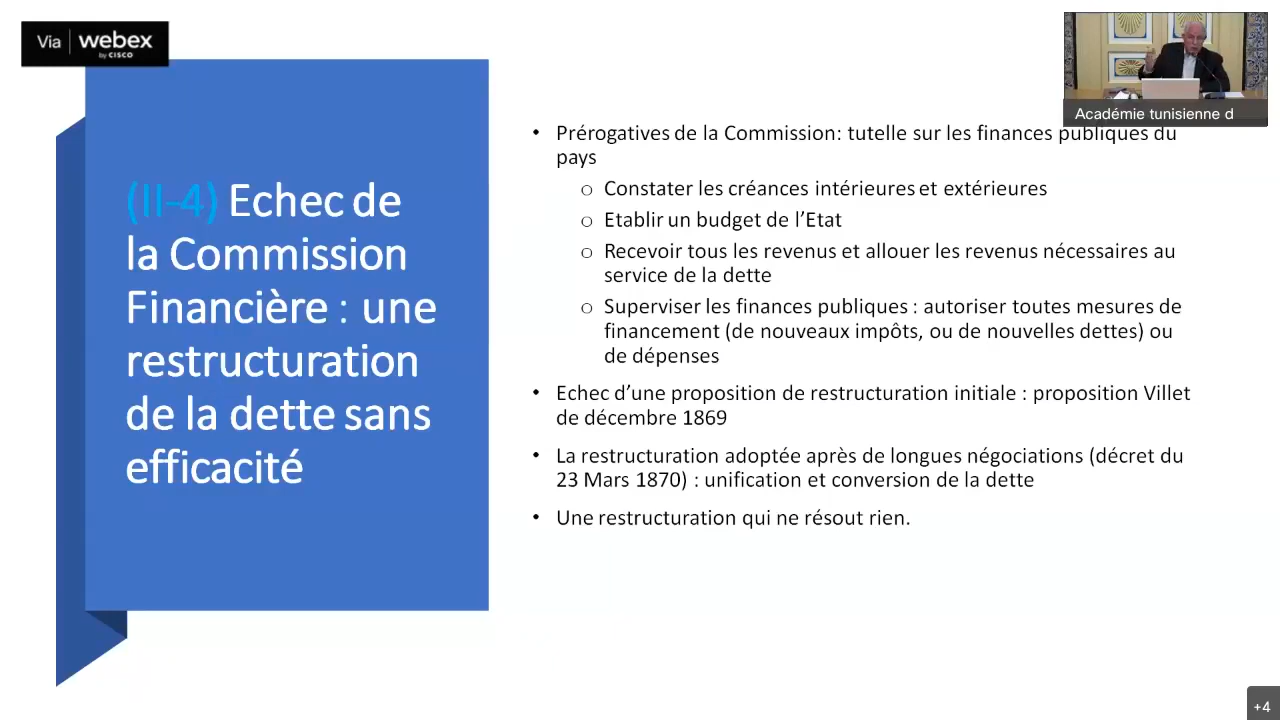 Via webex
by CISCO
Académie tunisienne d
(II-4) Echec de
la Commission
Financière : une
restructuration
de la dette sans
efficacité
• Prérogatives de la Commission: tutelle sur les finances publiques du
pays
o Constater les créances intérieures et extérieures
o Etablir un budget de l’Etat
o Recevoir tous les revenus et allouer les revenus nécessaires au
service de la dette
o Superviser les finances publiques : autoriser toutes mesures de
financement (de nouveaux impôts, ou de nouvelles dettes) ou
de dépenses
• Echec d’une proposition de restructuration initiale : proposition Villet
de décembre 1869
• La restructuration adoptée après de longues négociations (décret du
23 Mars 1870) : unification et conversion de la dette
• Une restructuration qui ne résout rien.
+4